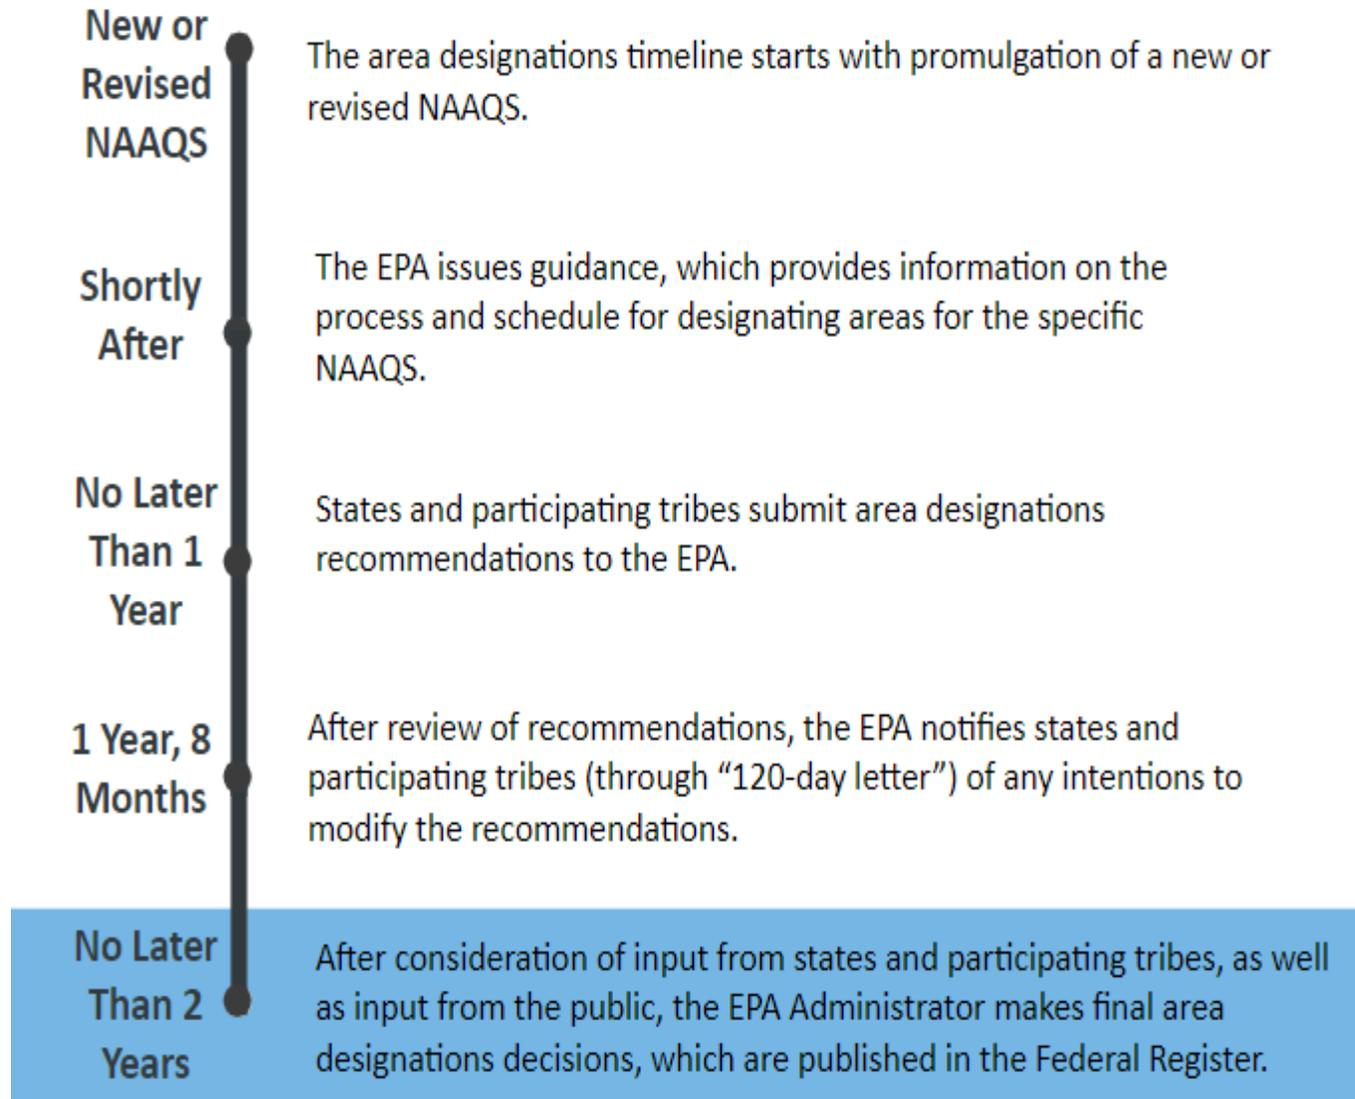 New or
Revised
NAAQS
The area designations timeline starts with promulgation of a new or
revised NAAQS.
Shortly
After
The EPA issues guidance, which provides information on the
process and schedule for designating areas for the specific
NAAQS.
No Later
Than 1
Year
States and participating tribes submit area designations
recommendations to the EPA.
1 Year, 8
Months
After review of recommendations, the EPA notifies states and
participating tribes (through “120-day letter”) of any intentions to
modify the recommendations.
No Later
Than 2
Years
After consideration of input from states and participating tribes, as well
as input from the public, the EPA Administrator makes final area
designations decisions, which are published in the Federal Register.